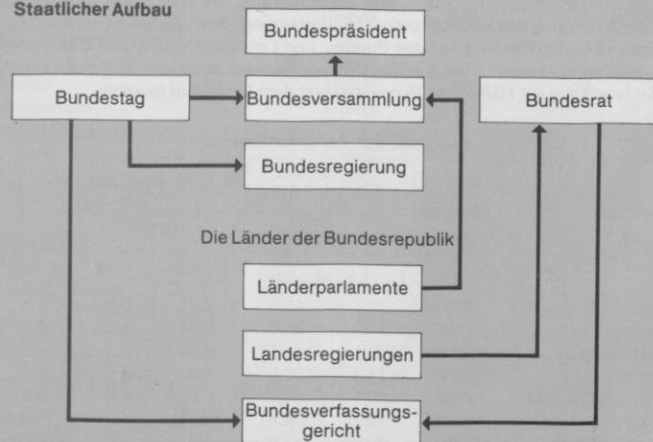 Staatlicher Aufbau
Bundespräsident
Bundestag
Bundesversammlung
Bundesrat
Bundesregierung
Die Länder der Bundesrepublik
Länderparlamente
Landesregierungen
Bundesverfassungs-
gericht